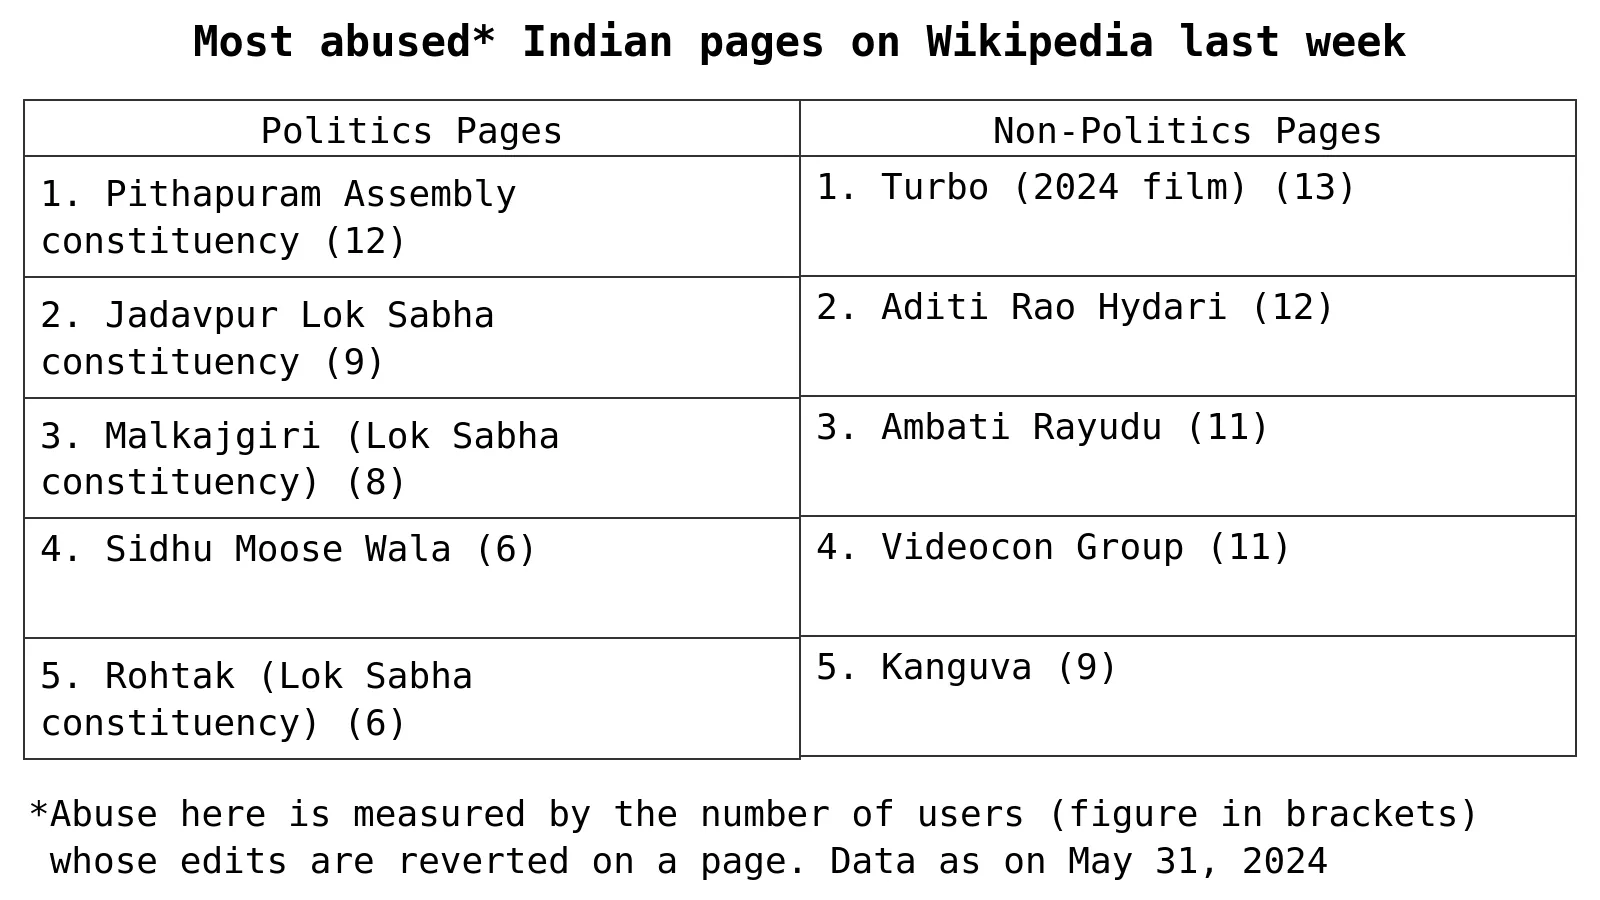 Most abused* Indian pages on Wikipedia last week
Politics Pages
1. Pithapuram Assembly
constituency (12)
2. Jadavpur Lok Sabha
constituency (9)
3. Malkajgiri (Lok Sabha
constituency) (8)
4. Sidhu Moose Wala (6)
5. Rohtak (Lok Sabha
constituency) (6)
Non-Politics Pages
1. Turbo (2024 film) (13)
2. Aditi Rao Hydari (12)
3. Ambati Rayudu (11)
4. Videocon Group (11)
5. Kanguva (9)
*Abuse here is measured by the number of users (figure in brackets)
whose edits are reverted on a page. Data as on May 31, 2024